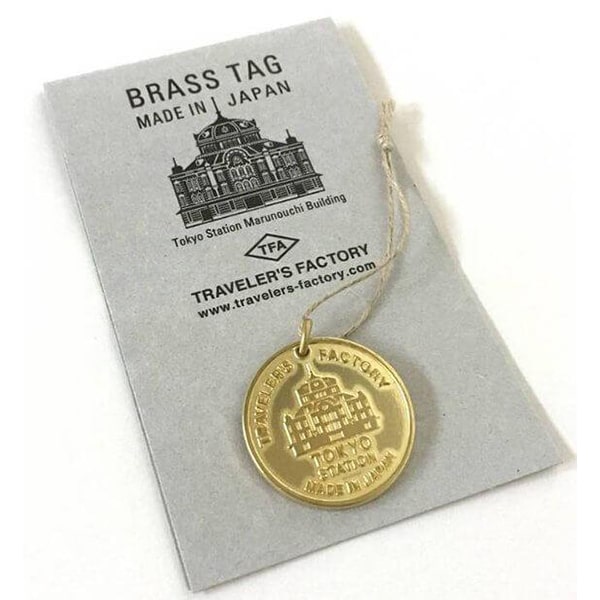 BRASS TAG
MADE IN JAPAN
Tokyo Station Marunouchi Building
TFA
TRAVELER'S FACTORY
www.travelers-factory.com
TRAVELER'S FACTORY
TOKYO
STATION
MADE IN JAPAN